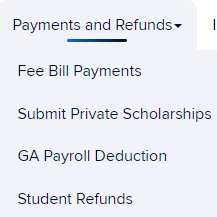 Payments and Refunds
Fee Bill Payments
Submit Private Scholarships
GA Payroll Deduction
Student Refunds